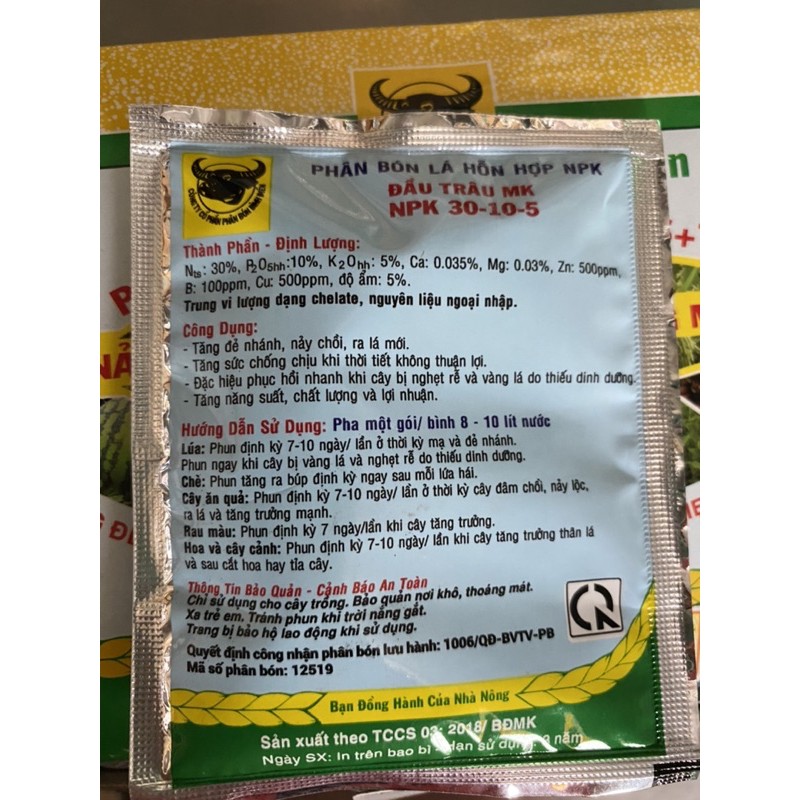 CÔNG TY CỔ PHẦN PHÂN BÓN BÌNH ĐIỀN
PHÂN BÓN LÁ HỖN HỢP NPK
ĐẦU TRÂU MK
NPK 30-10-5
Thành Phần - Định Lượng:
Nts: 30%, P2O5hh:10%, K2Ohh: 5%, Ca: 0.035%, Mg: 0.03%, Zn: 500ppm,
B: 100ppm, Cu: 500ppm, độ ẩm: 5%.
Trung vi lượng dạng chelate, nguyên liệu ngoại nhập.
Công Dụng:
- Tăng đẻ nhánh, nảy chồi, ra lá mới.
- Tăng sức chống chịu khi thời tiết không thuận lợi.
- Đặc hiệu phục hồi nhanh khi cây bị nghẹt rễ và vàng lá do thiếu dinh dưỡng.
- Tăng năng suất, chất lượng và lợi nhuận.
Hướng Dẫn Sử Dụng: Pha một gói/ bình 8 - 10 lít nước
Lúa: Phun định kỳ 7-10 ngày/ lần ở thời kỳ mạ và đẻ nhánh.
Phun ngay khi cây bị vàng lá và nghẹt rễ do thiếu dinh dưỡng.
Chè: Phun tăng ra búp định kỳ ngay sau mỗi lứa hái.
Cây ăn quả: Phun định kỳ 7-10 ngày/ lần ở thời kỳ cây đâm chồi, nảy lộc,
ra lá và tăng trưởng mạnh.
Rau màu: Phun định kỳ 7 ngày/lần khi cây tăng trưởng.
Hoa và cây cảnh: Phun định kỳ 7-10 ngày/ lần khi cây tăng trưởng thân lá
và sau cắt hoa hay tỉa cây.
Thông Tin Bảo Quản - Cảnh Báo An Toàn
Chỉ sử dụng cho cây trồng. Bảo quản nơi khô, thoáng mát.
Xa trẻ em. Tránh phun khi trời nắng gắt.
Trang bị bảo hộ lao động khi sử dụng.
Quyết định công nhận phân bón lưu hành: 1006/QĐ-BVTV-PB
Mã số phân bón: 12519
Bạn Đồng Hành Của Nhà Nông
Sản xuất theo TCCS 03: 2018/ BĐMK
Ngày SX: In trên bao bì - Hạn sử dụng: năm